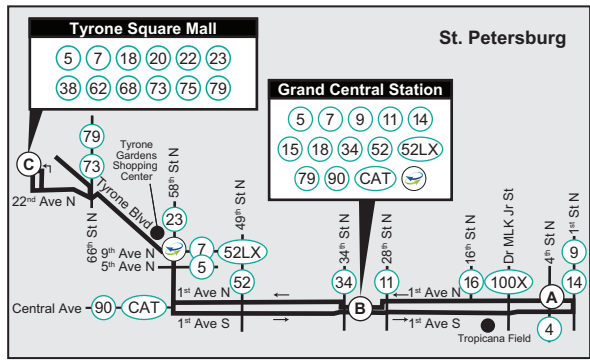 Tyrone Square Mall
5 7 18 20 22 23
38 62 68 73 75 79
St. Petersburg
Grand Central Station
5 7 9 11 14
15 18 34 52 52LX
79 90 CAT
79
73
C
22nd Ave N
66th St N
Tyrone Blvd
Tyrone
Gardens
Shopping
Center
58th St N
23
9th Ave N
7
52LX
5th Ave N
5
49th St N
52
1st Ave N
Central Ave
90
CAT
1st Ave S
34th St N
34
B
28th St N
11
1st Ave N
1st Ave S
16th St N
16
Dr MLK Jr St
100X
4th St N
A
4
1st St N
9
14
Tropicana Field